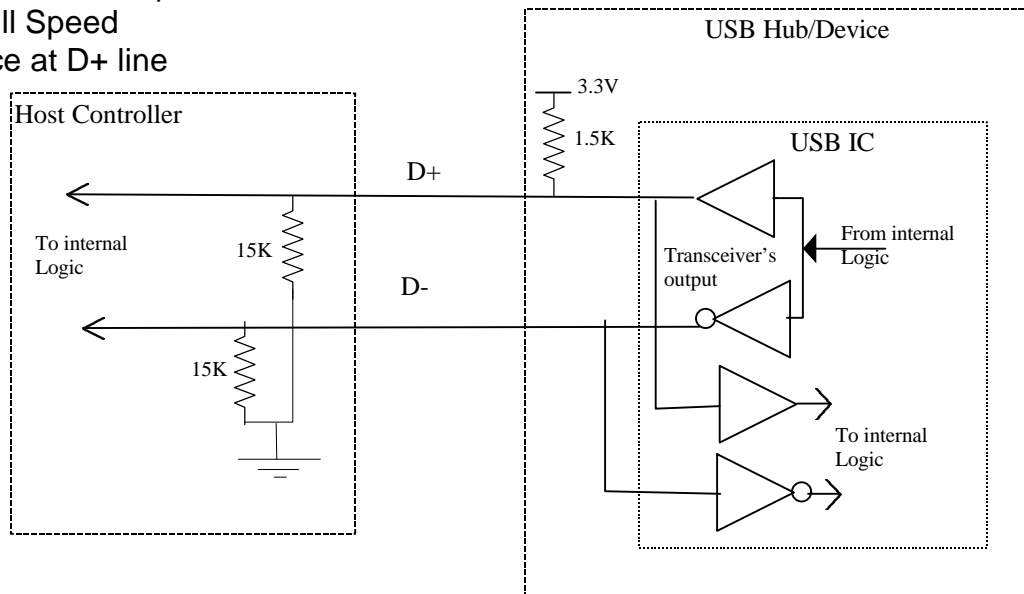 ll Speed
ce at D+ line
USB Hub/Device
3.3V
Host Controller
1.5K
USB IC
D+
To internal
Logic
15K
From internal
Logic
Transceiver's
output
D-
15K
To internal
Logic